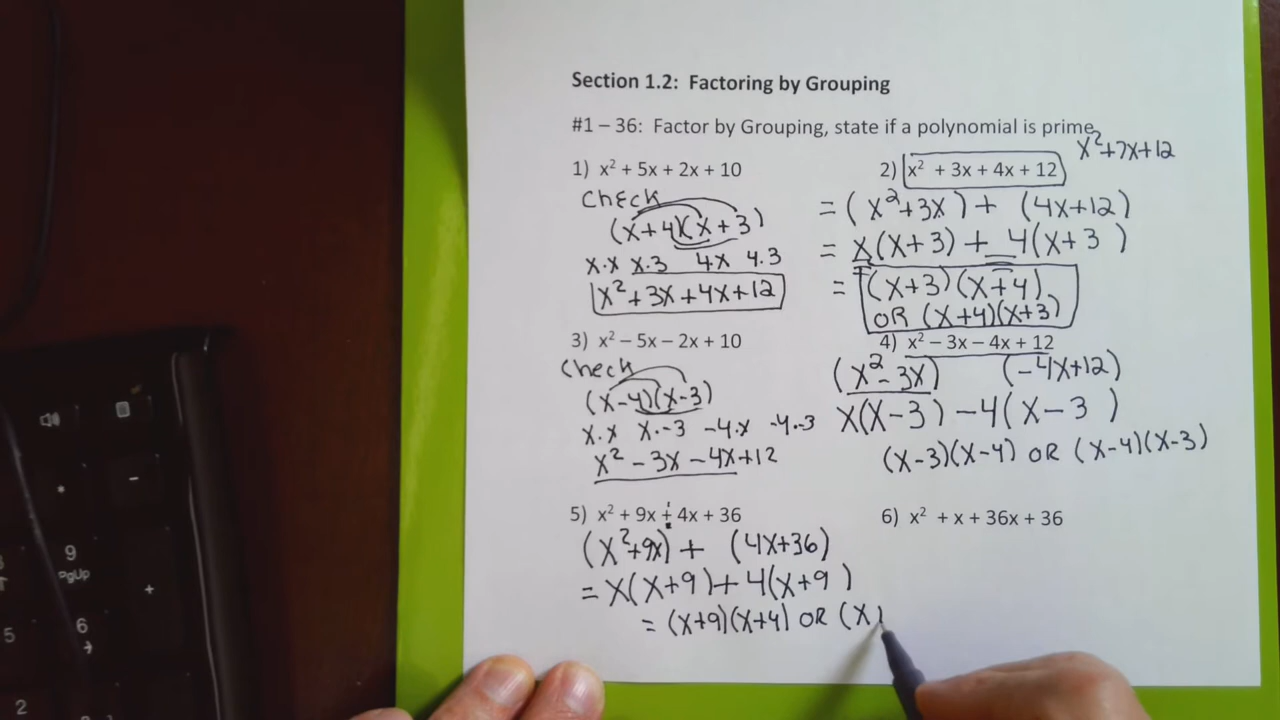 Section 1.2: Factoring by Grouping
#1 – 36: Factor by Grouping, state if a polynomial is prime.
1) x² + 5x + 2x + 10
Check
(x+4)(x+3)
x·x x·3 4x 4·3
x²+3x+4x+12
2) x² + 3x + 4x + 12
x²+7x+12
= (x²+3x) + (4x+12)
= x(x+3) + 4(x+3)
= (x+3)(x+4)
OR (x+4)(x+3)
3) x² – 5x – 2x + 10
Check
(x-4)(x-3)
x·x x·-3 -4·x -4·-3
x² - 3x - 4x + 12
4) x² – 3x – 4x + 12
(x² - 3x) (-4x+12)
x(x-3) -4(x-3)
(x-3)(x-4) OR (x-4)(x-3)
5) x² + 9x + 4x + 36
(x²+9x) + (4x+36)
= x(x+9)+4(x+9)
= (x+9)(x+4) OR (x
6) x² + x + 36x + 36
9
PgUp
6
5
2
*
-
+